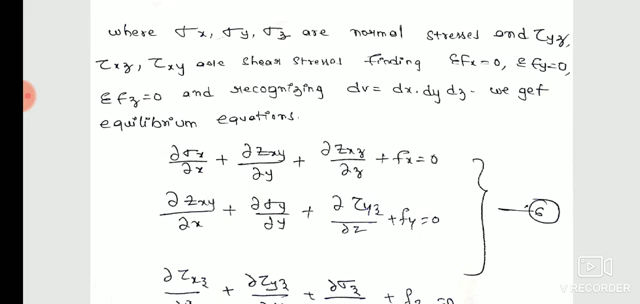 where σx, σy, σz are normal stresses and τyz,
τxz, τxy are shear stresses finding Σfx=0, Σfy=0,
Σfz=0 and recognizing dv= dx.dy dz. we get
equilibrium equations.
∂σx/∂x + ∂τxy/∂y + ∂τxz/∂z + fx=0
∂τxy/∂x + ∂σy/∂y + ∂τyz/∂z + fy=0 —6
∂τxz + ∂τyz + ∂σz + fz =0
V RECORDER